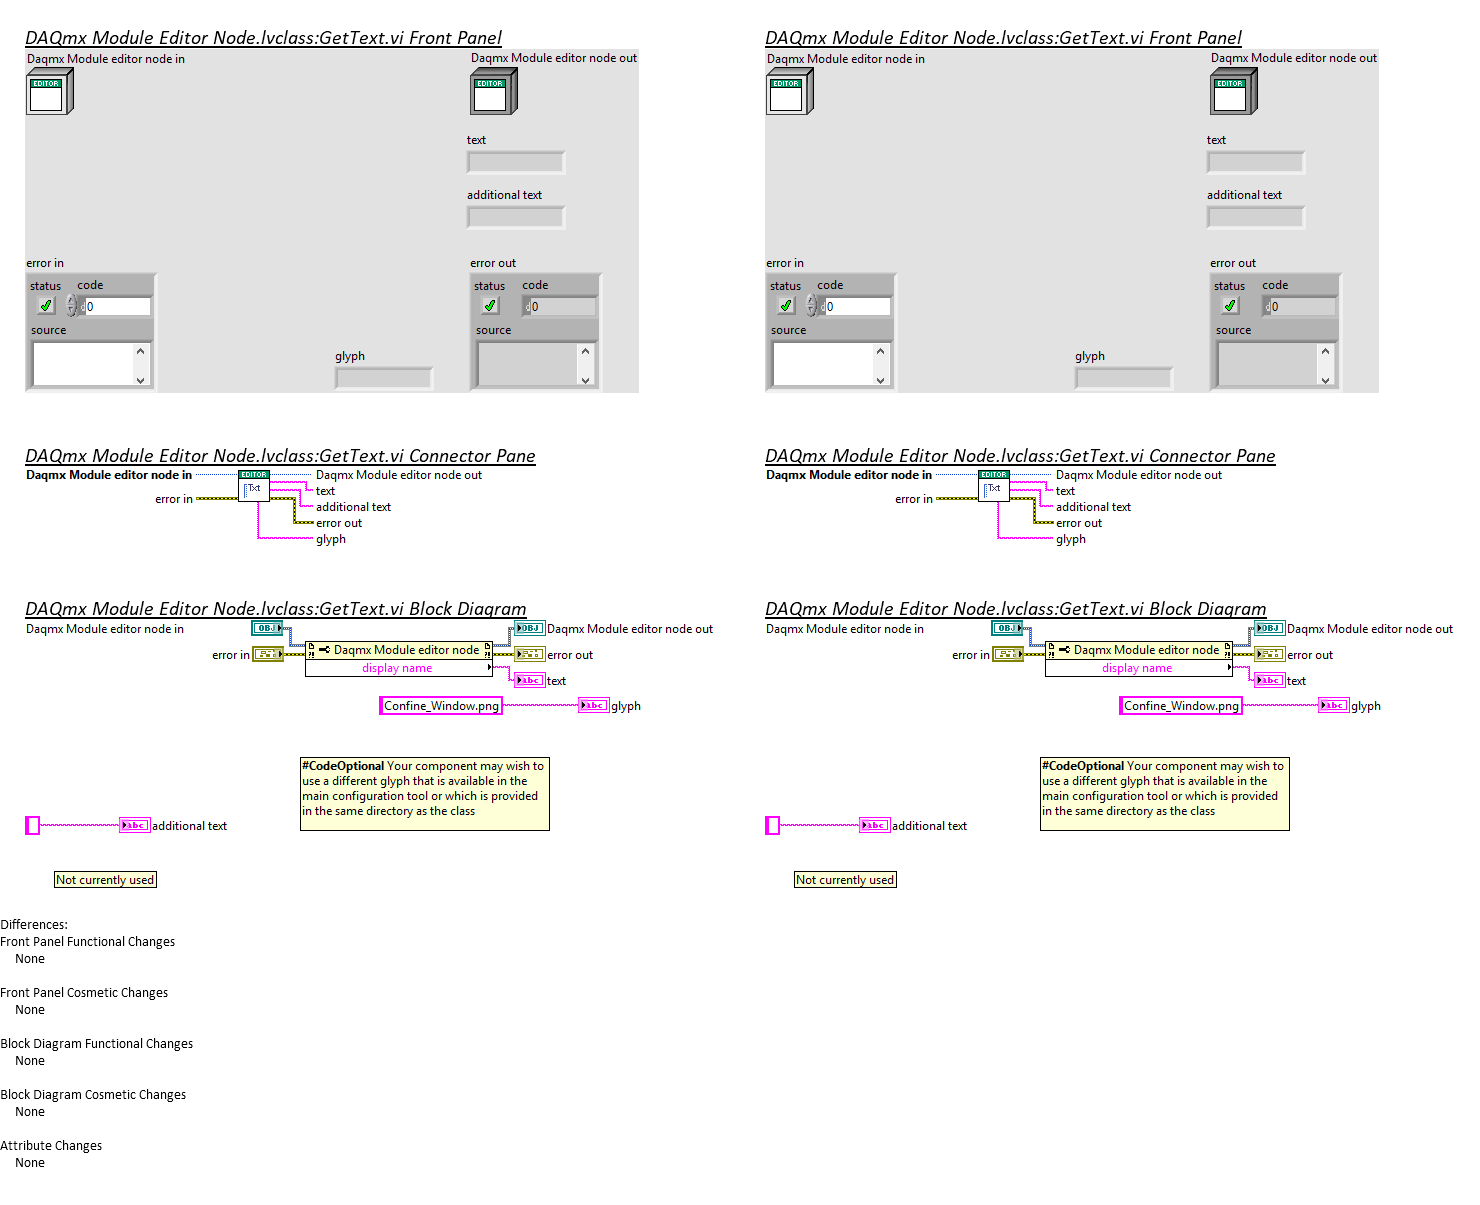 DAQmx Module Editor Node.lvclass:GetText.vi Front Panel
Daqmx Module editor node in
Daqmx Module editor node out
EDITOR
EDITOR
text
additional text
error in
error out
status code
0
source
status code
0
source
glyph
DAQmx Module Editor Node.lvclass:GetText.vi Connector Pane
Daqmx Module editor node in
EDITOR
Txt
Daqmx Module editor node out
text
error in
additional text
error out
glyph
DAQmx Module Editor Node.lvclass:GetText.vi Block Diagram
Daqmx Module editor node in
OBJ
OBJ
Daqmx Module editor node out
error in
Daqmx Module editor node
error out
display name
abc
text
Confine_Window.png
abc
glyph
#CodeOptional Your component may wish to
use a different glyph that is available in the
main configuration tool or which is provided
in the same directory as the class
abc
additional text
Not currently used
DAQmx Module Editor Node.lvclass:GetText.vi Front Panel
Daqmx Module editor node in
Daqmx Module editor node out
EDITOR
EDITOR
text
additional text
error in
error out
status code
0
source
status code
0
source
glyph
DAQmx Module Editor Node.lvclass:GetText.vi Connector Pane
Daqmx Module editor node in
EDITOR
Txt
Daqmx Module editor node out
text
error in
additional text
error out
glyph
DAQmx Module Editor Node.lvclass:GetText.vi Block Diagram
Daqmx Module editor node in
OBJ
OBJ
Daqmx Module editor node out
error in
Daqmx Module editor node
error out
display name
abc
text
Confine_Window.png
abc
glyph
#CodeOptional Your component may wish to
use a different glyph that is available in the
main configuration tool or which is provided
in the same directory as the class
abc
additional text
Not currently used
Differences:
Front Panel Functional Changes
None
Front Panel Cosmetic Changes
None
Block Diagram Functional Changes
None
Block Diagram Cosmetic Changes
None
Attribute Changes
None